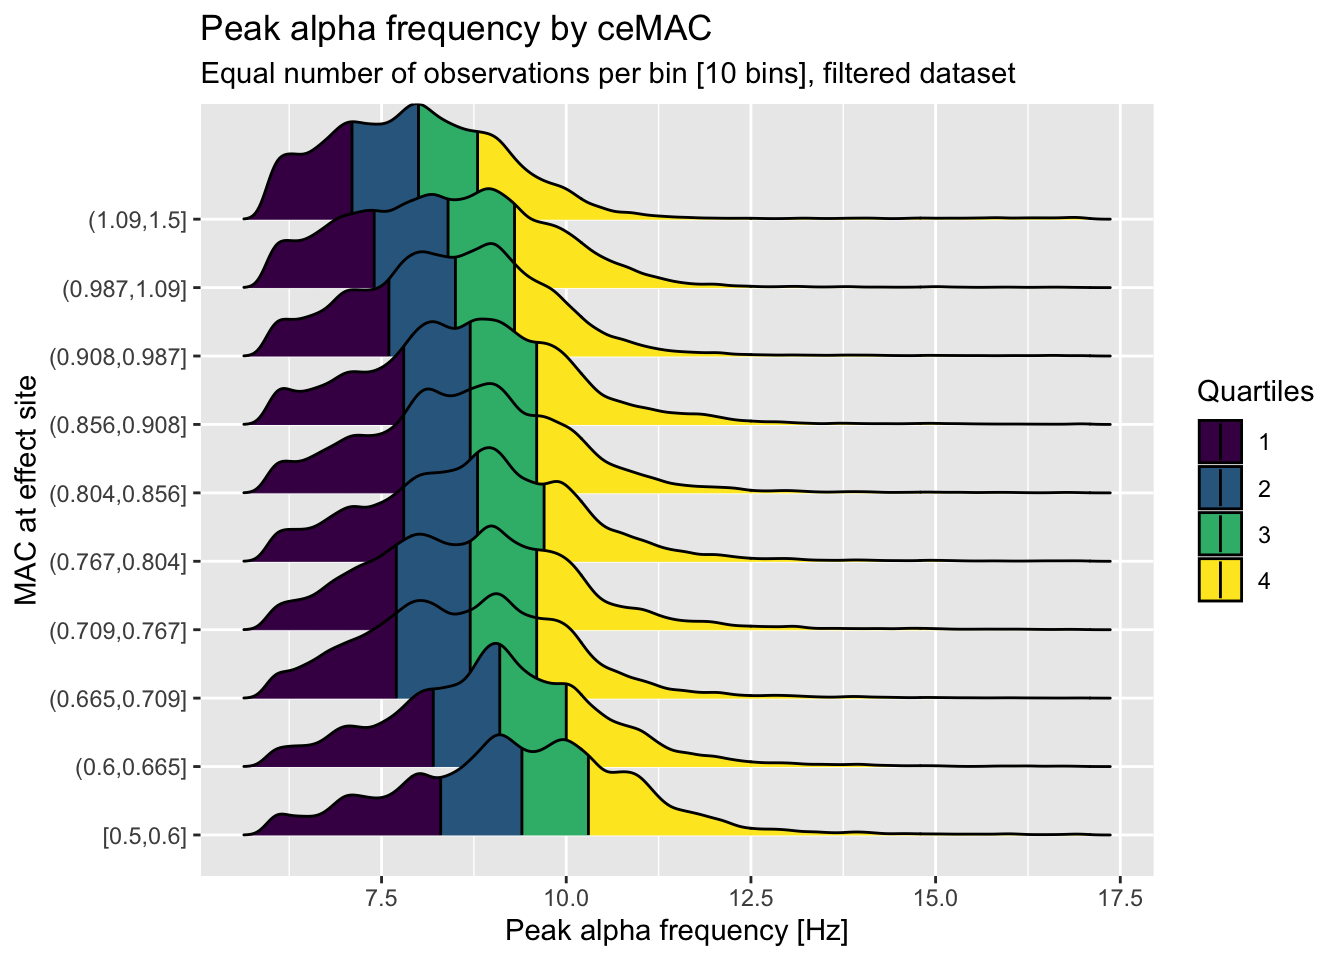 Peak alpha frequency by ceMAC
Equal number of observations per bin [10 bins], filtered dataset
MAC at effect site
(1.09,1.5]
(0.987,1.09]
(0.908,0.987]
(0.856,0.908]
(0.804,0.856]
(0.767,0.804]
(0.709,0.767]
(0.665,0.709]
(0.6,0.665]
[0.5,0.6]
7.5 10.0 12.5 15.0 17.5
Peak alpha frequency [Hz]
Quartiles
1
2
3
4